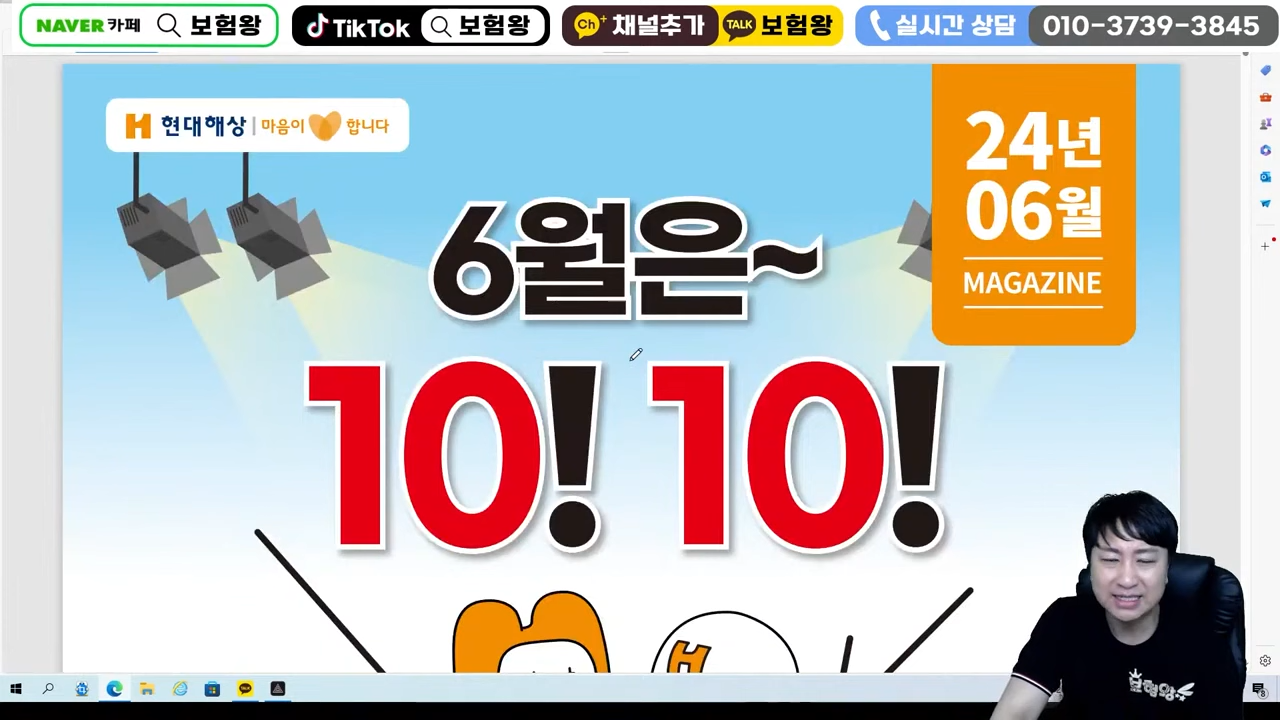 NAVER 카페 보험왕
TikTok 보험왕
Ch+ 채널추가 TALK 보험왕
실시간 상담 010-3739-3845
H 현대해상 마음이 합니다
24년
06월
MAGAZINE
6월은~
10! 10!
H
보험왕
8